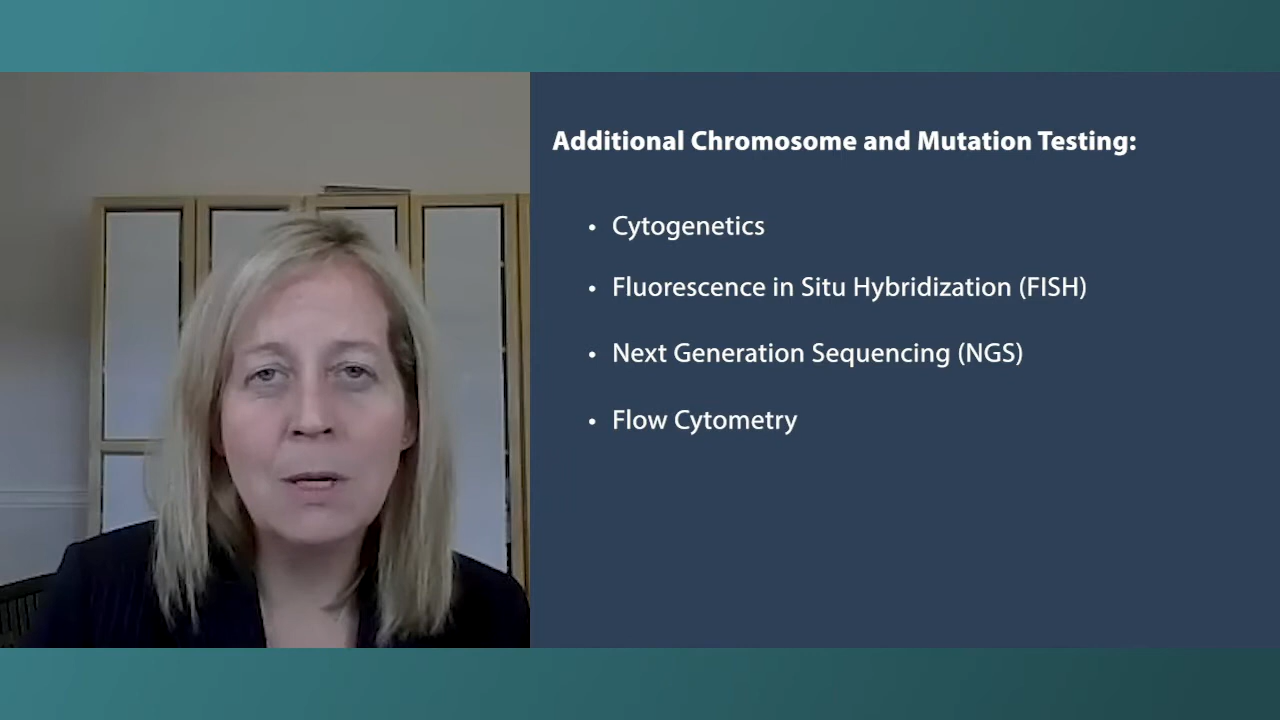 Additional Chromosome and Mutation Testing:
• Cytogenetics
• Fluorescence in Situ Hybridization (FISH)
• Next Generation Sequencing (NGS)
• Flow Cytometry